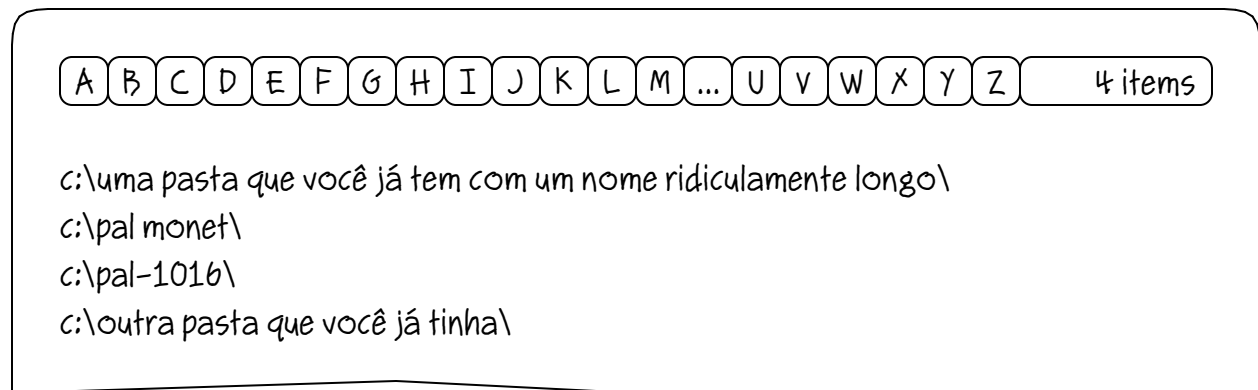 A B C D E F G H I J K L M ... U V W X Y Z 4 items
c:\uma pasta que você já tem com um nome ridiculamente longo\
c:\pal monet\
c:\pal-1016\
c:\outra pasta que você já tinha\